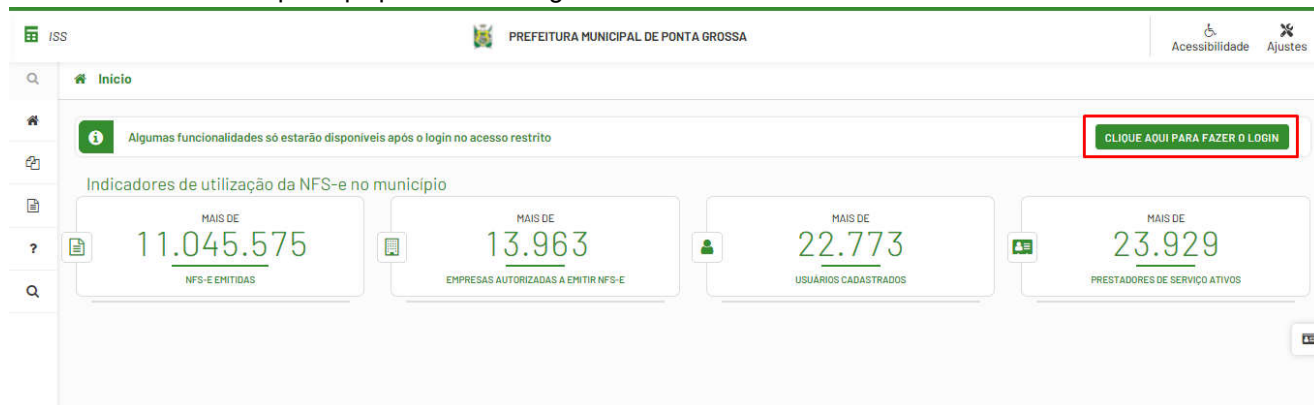 ISS
PREFEITURA MUNICIPAL DE PONTA GROSSA
Acessibilidade
Ajustes
Início
Algumas funcionalidades só estarão disponíveis após o login no acesso restrito
CLIQUE AQUI PARA FAZER O LOGIN
Indicadores de utilização da NFS-e no município
MAIS DE
11.045.575
NFS-E EMITIDAS
MAIS DE
13.963
EMPRESAS AUTORIZADAS A EMITIR NFS-E
MAIS DE
22.773
USUÁRIOS CADASTRADOS
MAIS DE
23.929
PRESTADORES DE SERVIÇO ATIVOS
?